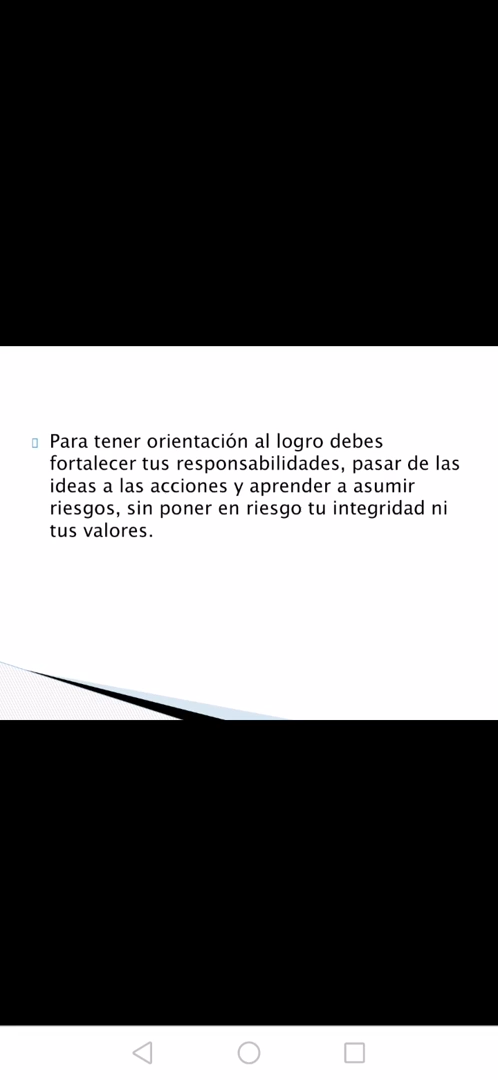 Para tener orientación al logro debes
fortalecer tus responsabilidades, pasar de las
ideas a las acciones y aprender a asumir
riesgos, sin poner en riesgo tu integridad ni
tus valores.